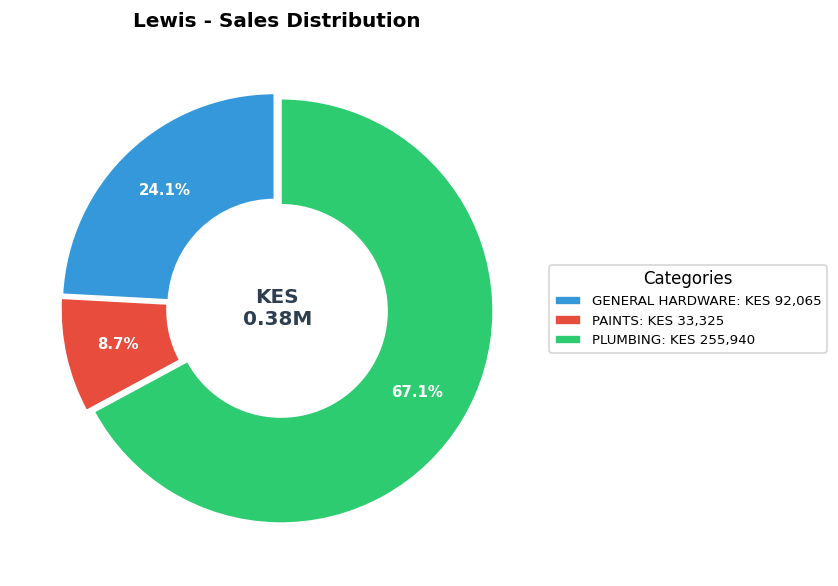 Lewis - Sales Distribution
24.1%
8.7%
67.1%
KES
0.38M
Categories
GENERAL HARDWARE: KES 92,065
PAINTS: KES 33,325
PLUMBING: KES 255,940